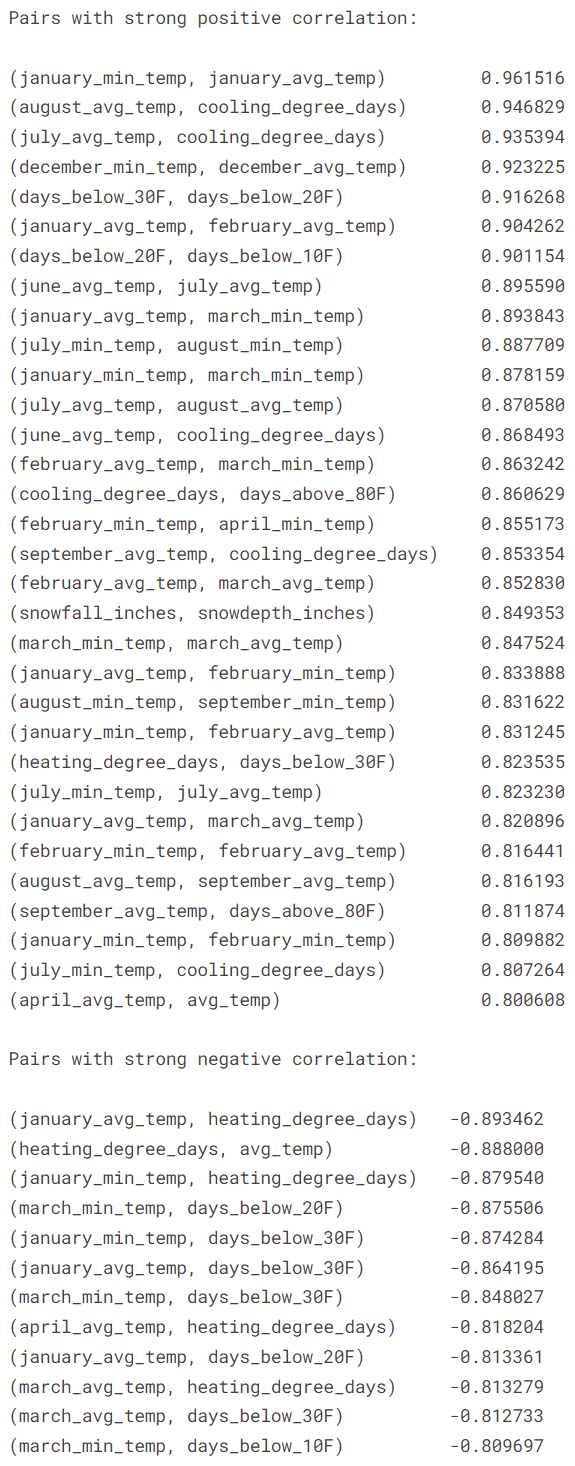 Pairs with strong positive correlation:
(january_min_temp, january_avg_temp) 0.961516
(august_avg_temp, cooling_degree_days) 0.946829
(july_avg_temp, cooling_degree_days) 0.935394
(december_min_temp, december_avg_temp) 0.923225
(days_below_30F, days_below_20F) 0.916268
(january_avg_temp, february_avg_temp) 0.904262
(days_below_20F, days_below_10F) 0.901154
(june_avg_temp, july_avg_temp) 0.895590
(january_avg_temp, march_min_temp) 0.893843
(july_min_temp, august_min_temp) 0.887709
(january_min_temp, march_min_temp) 0.878159
(july_avg_temp, august_avg_temp) 0.870580
(june_avg_temp, cooling_degree_days) 0.868493
(february_avg_temp, march_min_temp) 0.863242
(cooling_degree_days, days_above_80F) 0.860629
(february_min_temp, april_min_temp) 0.855173
(september_avg_temp, cooling_degree_days) 0.853354
(february_avg_temp, march_avg_temp) 0.852830
(snowfall_inches, snowdepth_inches) 0.849353
(march_min_temp, march_avg_temp) 0.847524
(january_avg_temp, february_min_temp) 0.833888
(august_min_temp, september_min_temp) 0.831622
(january_min_temp, february_avg_temp) 0.831245
(heating_degree_days, days_below_30F) 0.823535
(july_min_temp, july_avg_temp) 0.823230
(january_avg_temp, march_avg_temp) 0.820896
(february_min_temp, february_avg_temp) 0.816441
(august_avg_temp, september_avg_temp) 0.816193
(september_avg_temp, days_above_80F) 0.811874
(january_min_temp, february_min_temp) 0.809882
(july_min_temp, cooling_degree_days) 0.807264
(april_avg_temp, avg_temp) 0.800608
Pairs with strong negative correlation:
(january_avg_temp, heating_degree_days) -0.893462
(heating_degree_days, avg_temp) -0.888000
(january_min_temp, heating_degree_days) -0.879540
(march_min_temp, days_below_20F) -0.875506
(january_min_temp, days_below_30F) -0.874284
(january_avg_temp, days_below_30F) -0.864195
(march_min_temp, days_below_30F) -0.848027
(april_avg_temp, heating_degree_days) -0.818204
(january_avg_temp, days_below_20F) -0.813361
(march_avg_temp, heating_degree_days) -0.813279
(march_avg_temp, days_below_30F) -0.812733
(march_min_temp, days_below_10F) -0.809697